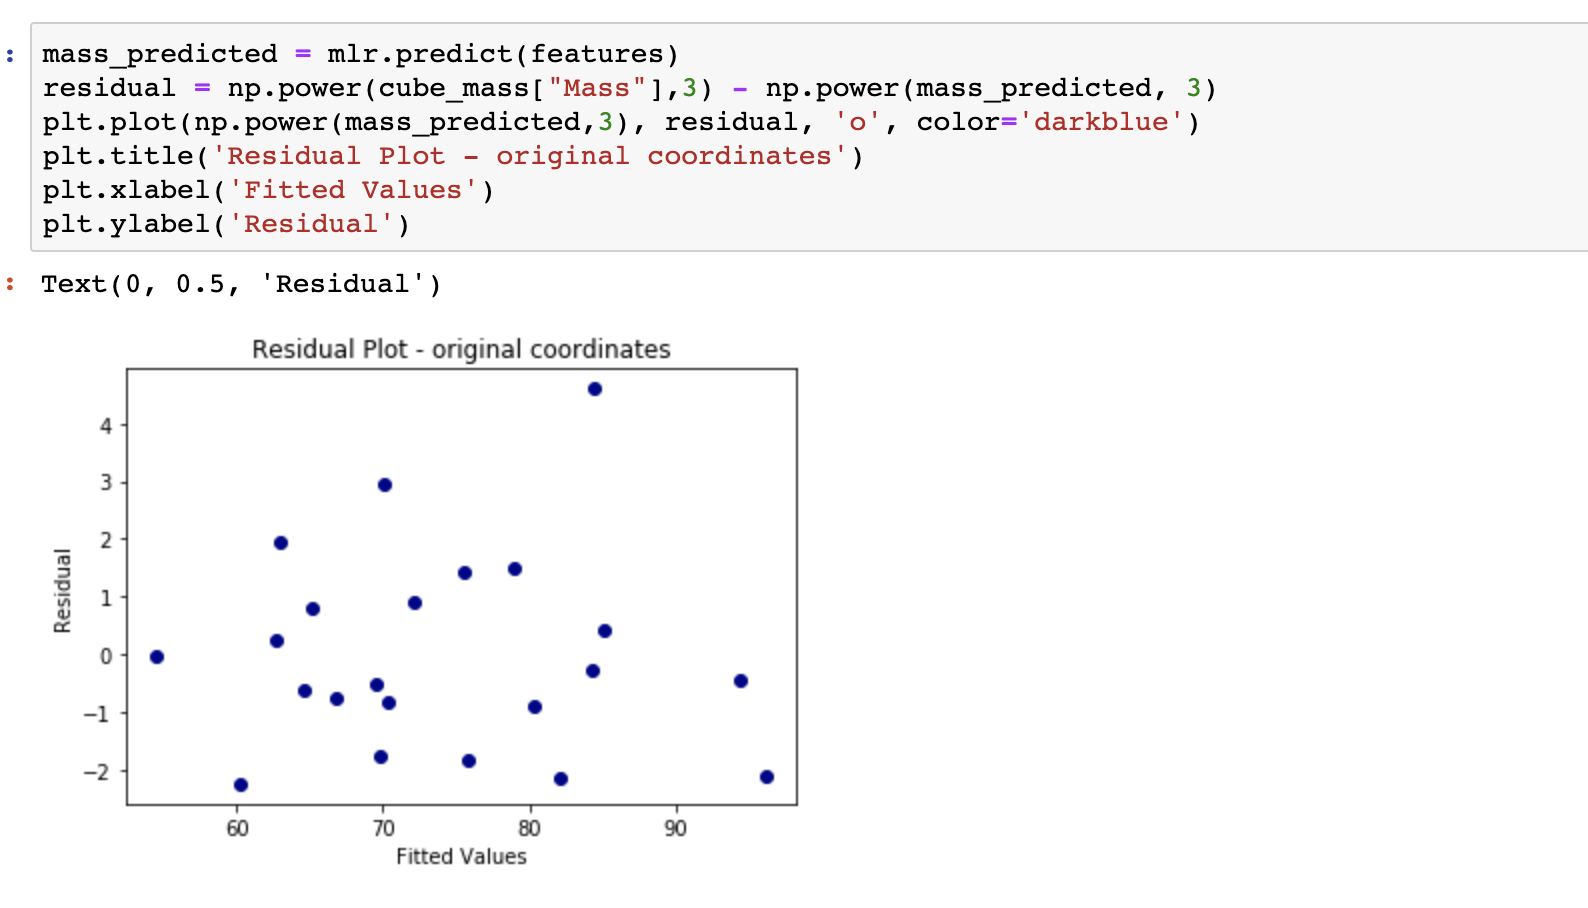 :
mass_predicted = mlr.predict(features)
residual = np.power(cube_mass["Mass"],3) - np.power(mass_predicted, 3)
plt.plot(np.power(mass_predicted,3), residual, 'o', color='darkblue')
plt.title('Residual Plot - original coordinates')
plt.xlabel('Fitted Values')
plt.ylabel('Residual')
:
Text(0, 0.5, 'Residual')
Residual Plot - original coordinates
4
3
2
1
0
−1
−2
Residual
60 70 80 90
Fitted Values